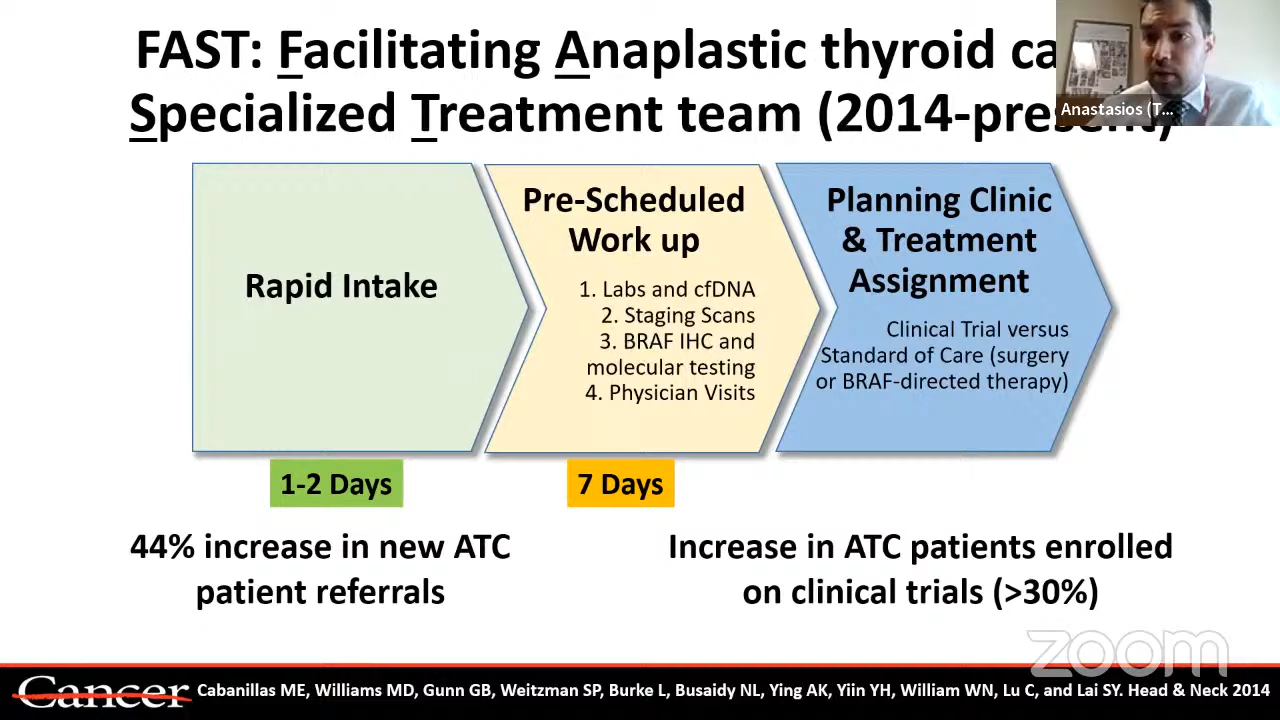 FAST: Facilitating Anaplastic thyroid ca
Specialized Treatment team (2014-present)
Anastasios (T...
Rapid Intake
Pre-Scheduled
Work up
1. Labs and cfDNA
2. Staging Scans
3. BRAF IHC and
molecular testing
4. Physician Visits
Planning Clinic
& Treatment
Assignment
Clinical Trial versus
Standard of Care (surgery
or BRAF-directed therapy)
1-2 Days
7 Days
44% increase in new ATC
patient referrals
Increase in ATC patients enrolled
on clinical trials (>30%)
zoom
Cancer
Cabanillas ME, Williams MD, Gunn GB, Weitzman SP, Burke L, Busaidy NL, Ying AK, Yiin YH, William WN, Lu C, and Lai SY. Head & Neck 2014